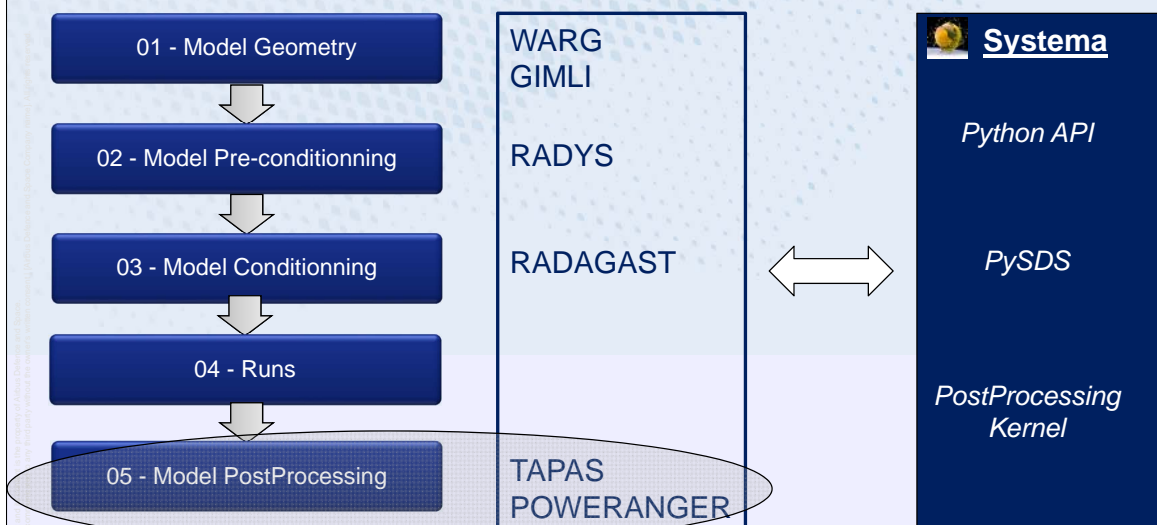 01 - Model Geometry
WARG
GIMLI
02 - Model Pre-conditionning
RADYS
03 - Model Conditionning
RADAGAST
04 - Runs
05 - Model PostProcessing
TAPAS
POWERANGER
Systema
Python API
PySDS
PostProcessing
Kernel